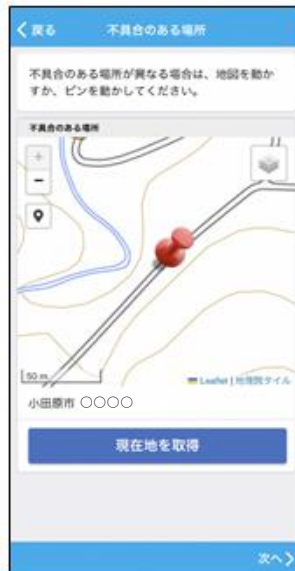 戻る 不具合のある場所
不具合のある場所が異なる場合は、地図を動か
すか、ピンを動かしてください。
不具合のある場所
+
−
50 m
Leaflet | 地理院タイル
小田原市 ○○○○
現在地を取得
次へ